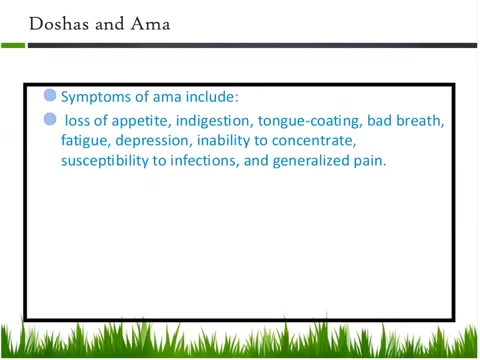 Doshas and Ama
Symptoms of ama include:
loss of appetite, indigestion, tongue-coating, bad breath,
fatigue, depression, inability to concentrate,
susceptibility to infections, and generalized pain.